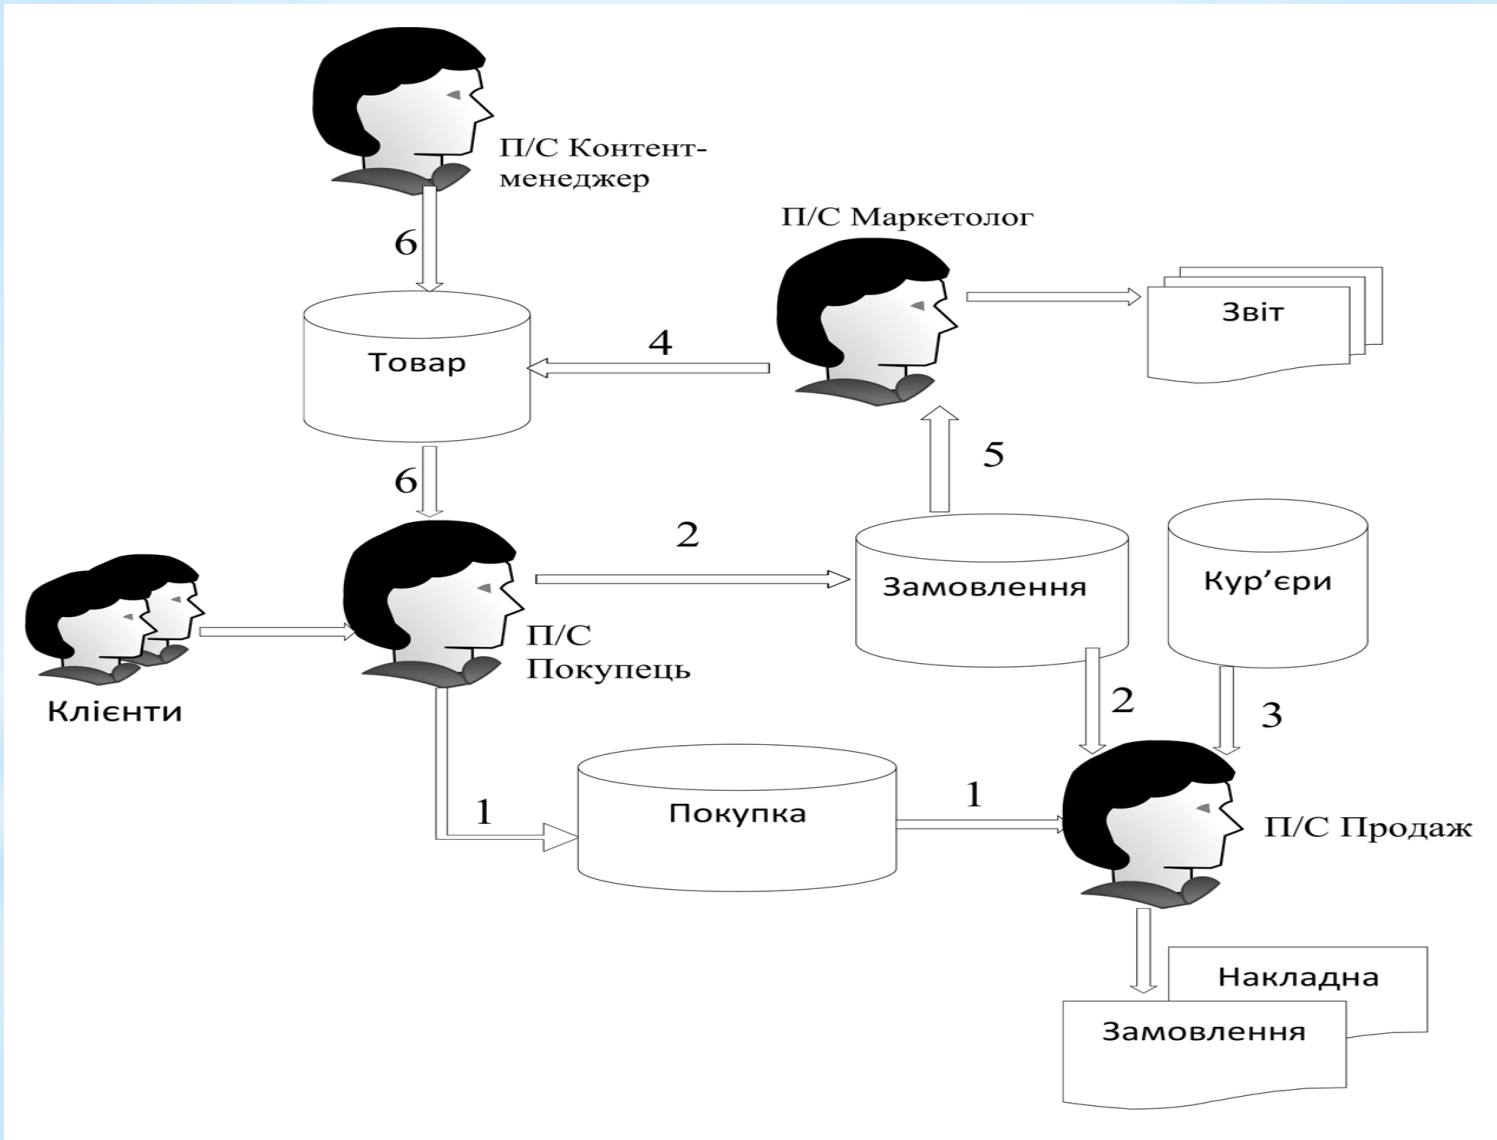 П/С Контент-
менеджер
П/С Маркетолог
6
Звіт
4
Товар
5
6
2
Замовлення
Кур’єри
П/С
Покупець
Клієнти
2
3
1
1
Покупка
П/С Продаж
Накладна
Замовлення